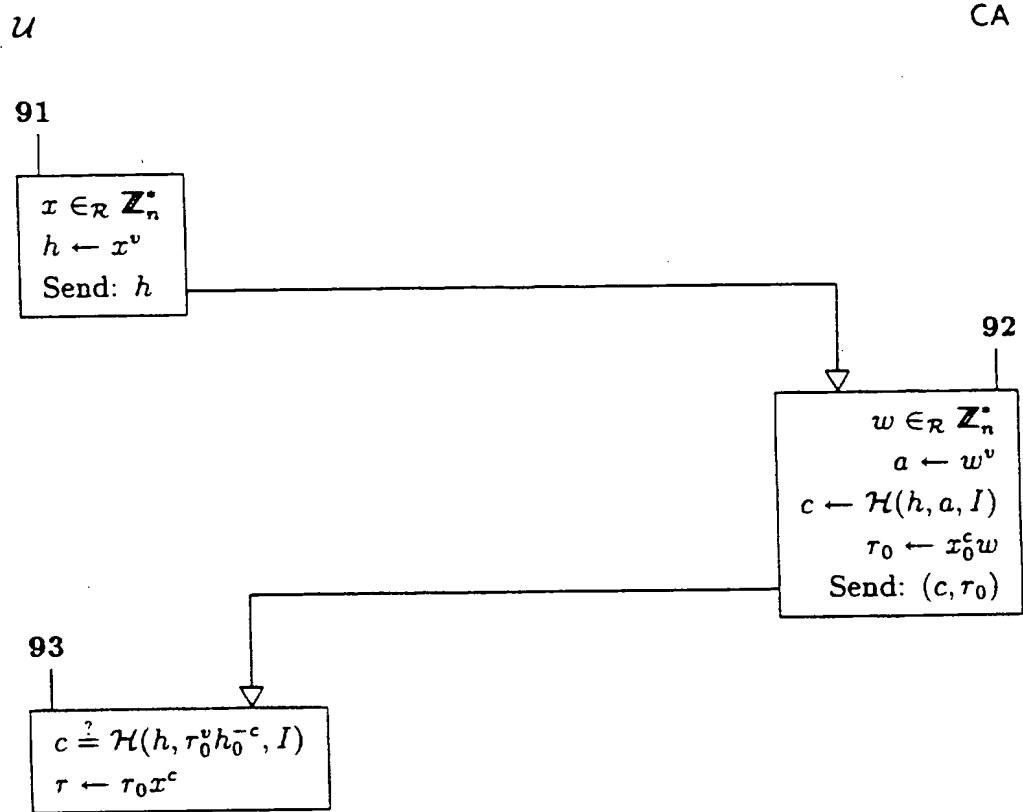 𝒰
CA
91
x ∈_ℛ ℤ*_n
h ← x^v
Send: h
92
w ∈_ℛ ℤ*_n
a ← w^v
c ← ℋ(h, a, I)
r_0 ← x_0^c w
Send: (c, r_0)
93
c ≟ ℋ(h, r_0^v h_0^{-c}, I)
r ← r_0 x^c